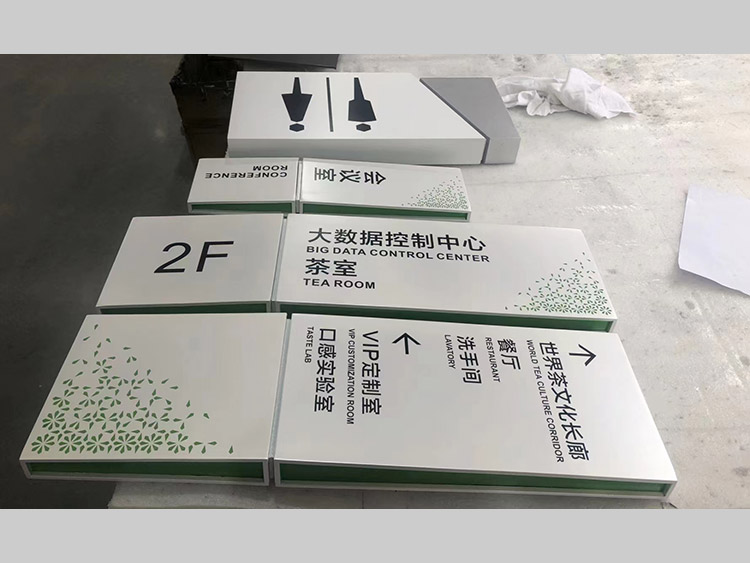 会议室
CONFERENCE
ROOM
2F
大数据控制中心
BIG DATA CONTROL CENTER
茶室
TEA ROOM
世界茶文化长廊
WORLD TEA CULTURE CORRIDOR
餐厅
RESTAURANT
洗手间
LAVATORY
VIP定制室
VIP CUSTOMIZATION ROOM
口感实验室
TASTE LAB